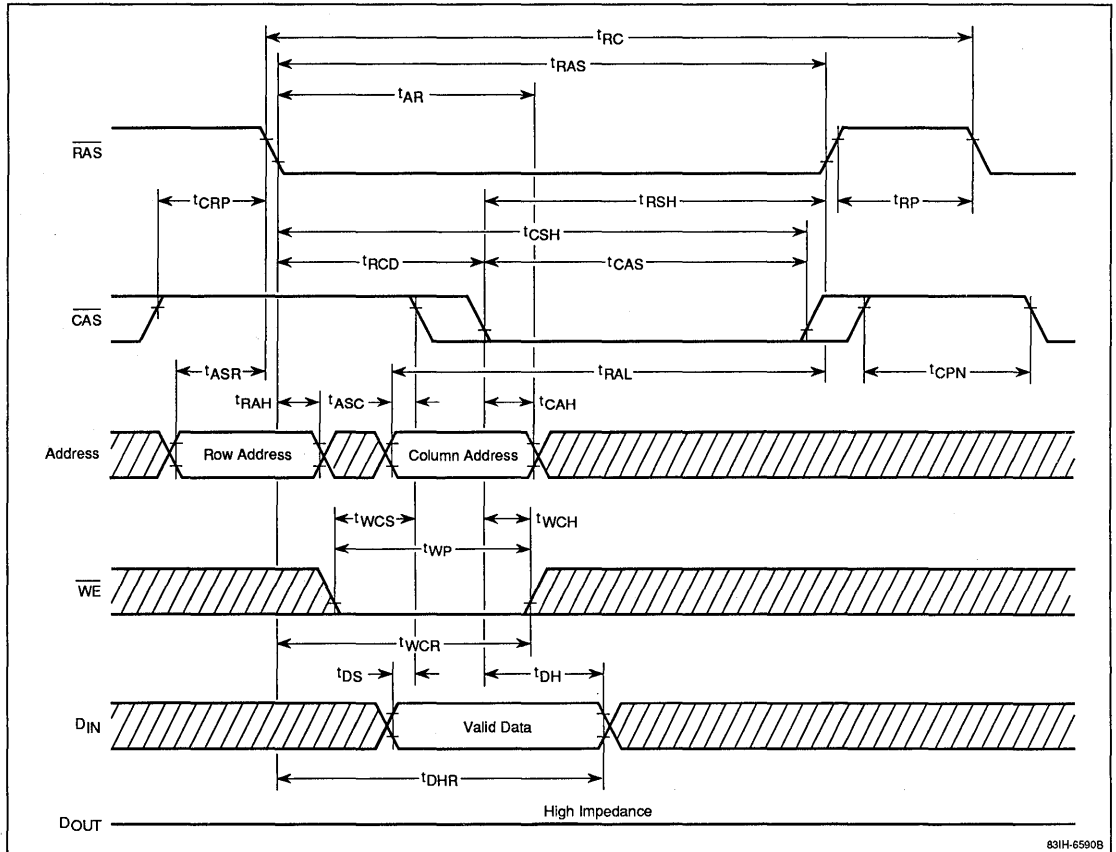 tRC
tRAS
tAR
RAS
tCRP
tRSH
tRP
tCSH
tRCD
tCAS
CAS
tASR
tRAL
tCPN
tRAH
tASC
tCAH
Address
Row Address
Column Address
tWCS
tWCH
tWP
WE
tWCR
tDS
tDH
DIN
Valid Data
tDHR
High Impedance
DOUT
83IH-6590B